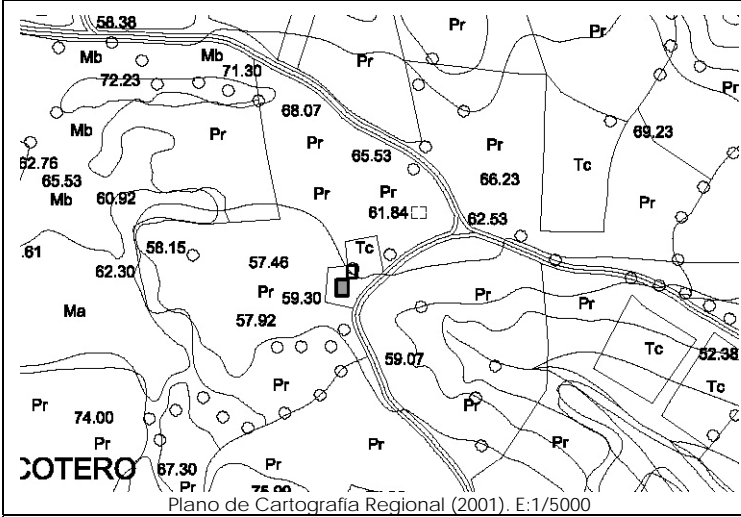 58.38
Pr
Pr
Mb
Mb
71.30
Pr
72.23
Pr
68.07
Mb
Pr
Pr
Pr
69.23
65.53
Tc
62.76
65.53
Pr
Pr
66.23
Pr
Mb
60.92
61.84
62.53
.61
58.15
Tc
62.30
57.46
Pr
59.30
Pr
Pr
Ma
57.92
59.07
Tc
52.38
Pr
Tc
Pr
74.00
Pr
Pr
Pr
Pr
COTERO
67.30
Pr
Pr
Plano de Cartografía Regional (2001). E:1/5000